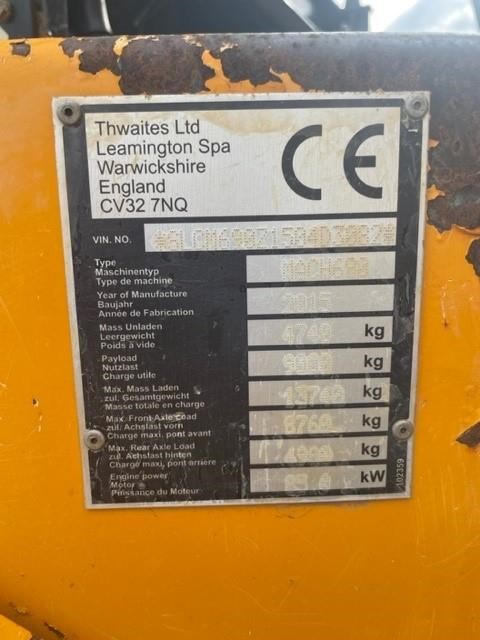 Thwaites Ltd
Leamington Spa
Warwickshire
England
CV32 7NQ
CE
VIN. NO.
Type MACH690
Maschinentyp
Type de machine
Year of Manufacture 2015
Baujahr
Année de Fabrication
Mass Unladen 4740 kg
Leergewicht
Poids à vide
Payload 9000 kg
Nutzlast
Charge utile
Max. Mass Laden 13740 kg
zul. Gesamtgewicht
Masse totale en charge
Max. Front Axle Load kg
zul. Achslast vorn
Charge maxi. pont avant
Max. Rear Axle Load kg
zul. Achslast hinten
Charge maxi. pont arrière
Engine power kW
Motor
Puissance du Moteur
102359